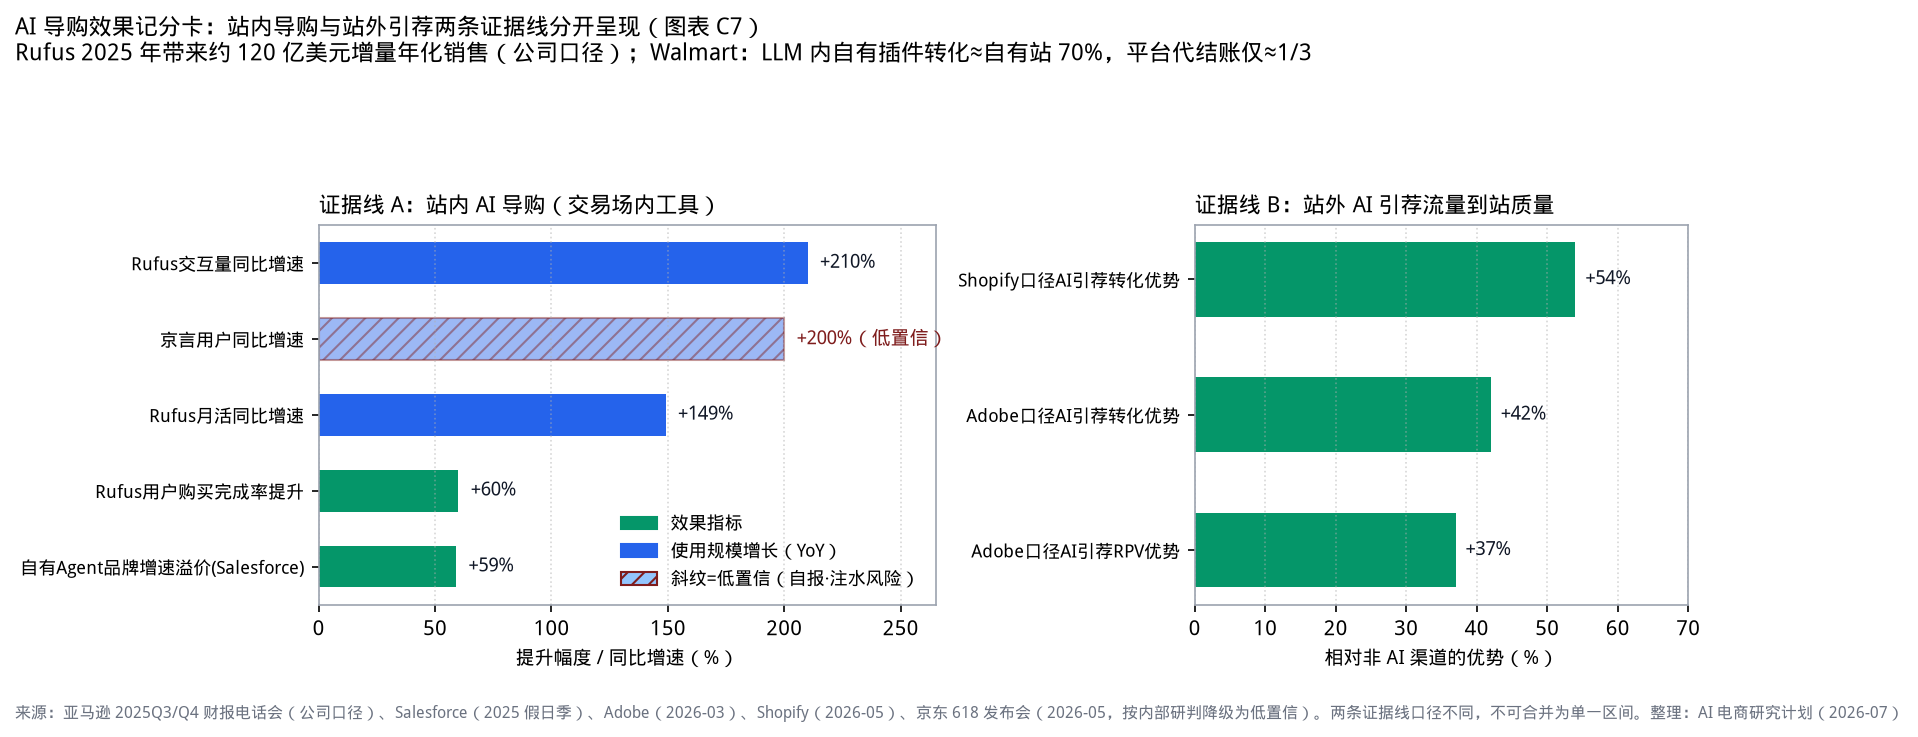 AI 导购效果记分卡：站内导购与站外引荐两条证据线分开呈现（图表 C7）
Rufus 2025 年带来约 120 亿美元增量年化销售（公司口径）；Walmart：LLM 内自有插件转化≈自有站 70%，平台代结账仅≈1/3
证据线 A：站内 AI 导购（交易场内工具）
Rufus交互量同比增速
+210%
京言用户同比增速
+200%（低置信）
Rufus月活同比增速
+149%
Rufus用户购买完成率提升
+60%
自有Agent品牌增速溢价(Salesforce)
+59%
效果指标
使用规模增长（YoY）
斜纹=低置信（自报·注水风险）
0 50 100 150 200 250
提升幅度 / 同比增速（%）
证据线 B：站外 AI 引荐流量到站质量
Shopify口径AI引荐转化优势
+54%
Adobe口径AI引荐转化优势
+42%
Adobe口径AI引荐RPV优势
+37%
0 10 20 30 40 50 60 70
相对非 AI 渠道的优势（%）
来源：亚马逊 2025Q3/Q4 财报电话会（公司口径）、Salesforce（2025 假日季）、Adobe（2026-03）、Shopify（2026-05）、京东 618 发布会（2026-05，按内部研判降级为低置信）。两条证据线口径不同，不可合并为单一区间。整理：AI 电商研究计划（2026-07）